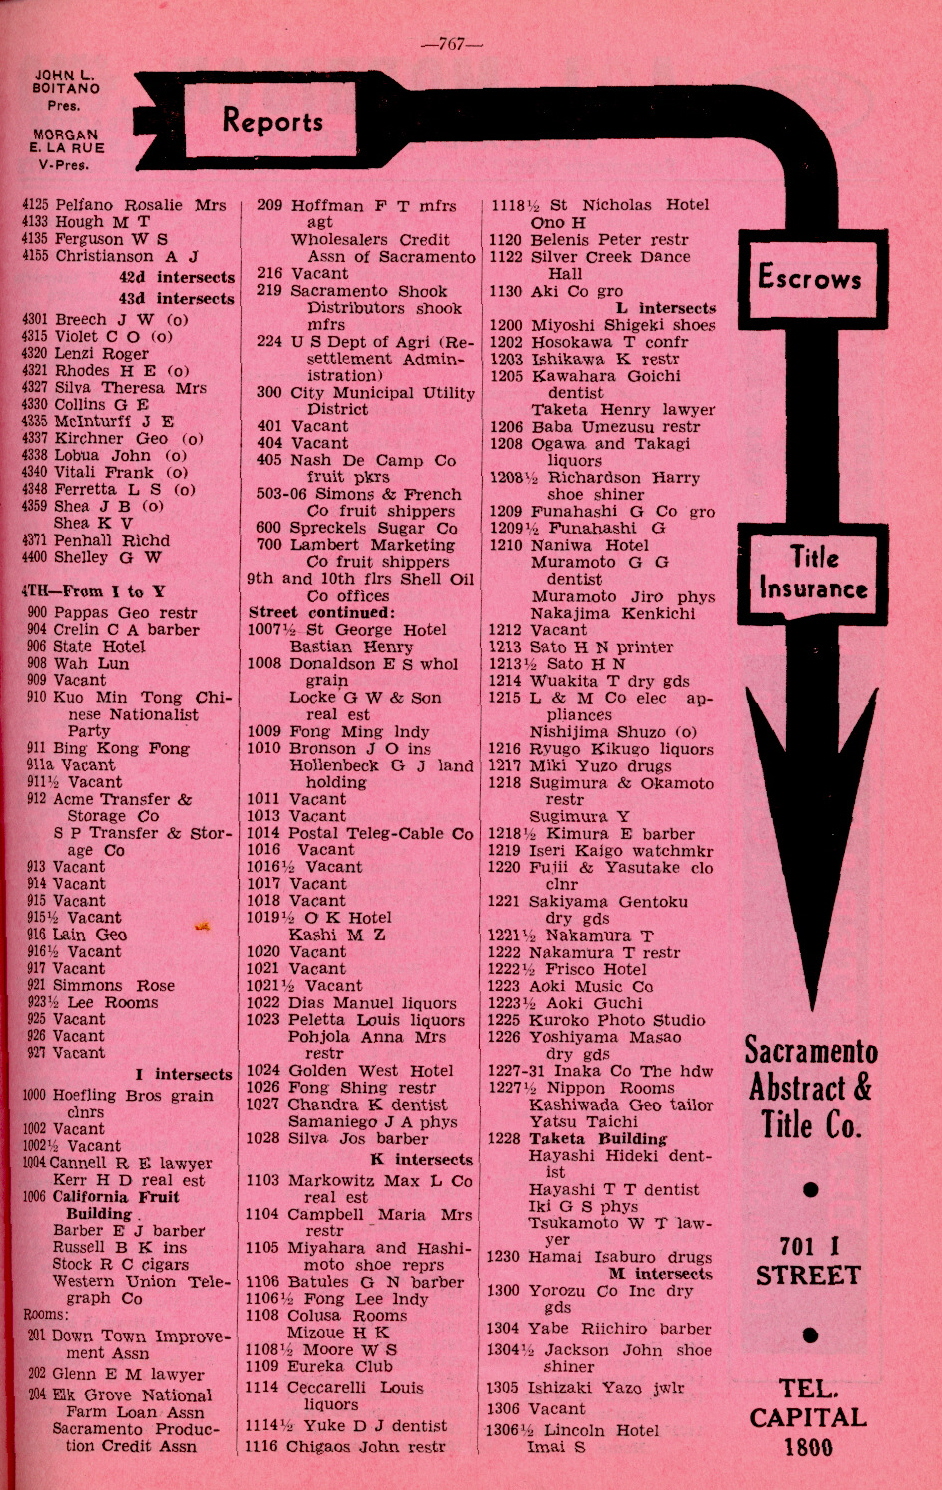 —767—
JOHN L.
BOITANO
Pres.
MORGAN
E. LA RUE
V-Pres.
Reports
4125 Pelfano Rosalie Mrs
4133 Hough M T
4135 Ferguson W S
4155 Christianson A J
42d intersects
43d intersects
4301 Breech J W (o)
4315 Violet C O (o)
4320 Lenzi Roger
4321 Rhodes H E (o)
4327 Silva Theresa Mrs
4330 Collins G E
4335 McInturff J E
4337 Kirchner Geo (o)
4338 Lobua John (o)
4340 Vitali Frank (o)
4348 Ferretta L S (o)
4359 Shea J B (o)
Shea K V
4371 Penhall Richd
4400 Shelley G W
4TH—From I to Y
900 Pappas Geo restr
904 Crelin C A barber
906 State Hotel
908 Wah Lun
909 Vacant
910 Kuo Min Tong Chi-
nese Nationalist
Party
911 Bing Kong Fong
911a Vacant
911½ Vacant
912 Acme Transfer &
Storage Co
S P Transfer & Stor-
age Co
913 Vacant
914 Vacant
915 Vacant
915½ Vacant
916 Lain Geo
916½ Vacant
917 Vacant
921 Simmons Rose
923½ Lee Rooms
925 Vacant
926 Vacant
927 Vacant
I intersects
1000 Hoefling Bros grain
clnrs
1002 Vacant
1002½ Vacant
1004 Cannell R E lawyer
Kerr H D real est
1006 California Fruit
Building
Barber E J barber
Russell B K ins
Stock R C cigars
Western Union Tele-
graph Co
Rooms:
201 Down Town Improve-
ment Assn
202 Glenn E M lawyer
204 Elk Grove National
Farm Loan Assn
Sacramento Produc-
tion Credit Assn
209 Hoffman F T mfrs
agt
Wholesalers Credit
Assn of Sacramento
216 Vacant
219 Sacramento Shook
Distributors shook
mfrs
224 U S Dept of Agri (Re-
settlement Admin-
istration)
300 City Municipal Utility
District
401 Vacant
404 Vacant
405 Nash De Camp Co
fruit pkrs
503-06 Simons & French
Co fruit shippers
600 Spreckels Sugar Co
700 Lambert Marketing
Co fruit shippers
9th and 10th flrs Shell Oil
Co offices
Street continued:
1007½ St George Hotel
Bastian Henry
1008 Donaldson E S whol
grain
Locke G W & Son
real est
1009 Fong Ming lndy
1010 Bronson J O ins
Hollenbeck G J land
holding
1011 Vacant
1013 Vacant
1014 Postal Teleg-Cable Co
1016 Vacant
1016½ Vacant
1017 Vacant
1018 Vacant
1019½ O K Hotel
Kashi M Z
1020 Vacant
1021 Vacant
1021½ Vacant
1022 Dias Manuel liquors
1023 Peletta Louis liquors
Pohjola Anna Mrs
restr
1024 Golden West Hotel
1026 Fong Shing restr
1027 Chandra K dentist
Samaniego J A phys
1028 Silva Jos barber
K intersects
1103 Markowitz Max L Co
real est
1104 Campbell Maria Mrs
restr
1105 Miyahara and Hashi-
moto shoe reprs
1106 Batules G N barber
1106½ Fong Lee lndy
1108 Colusa Rooms
Mizoue H K
1108½ Moore W S
1109 Eureka Club
1114 Ceccarelli Louis
liquors
1114½ Yuke D J dentist
1116 Chigaos John restr
1118½ St Nicholas Hotel
Ono H
1120 Belenis Peter restr
1122 Silver Creek Dance
Hall
1130 Aki Co gro
L intersects
1200 Miyoshi Shigeki shoes
1202 Hosokawa T confr
1203 Ishikawa K restr
1205 Kawahara Goichi
dentist
Taketa Henry lawyer
1206 Baba Umezusu restr
1208 Ogawa and Takagi
liquors
1208½ Richardson Harry
shoe shiner
1209 Funahashi G Co gro
1209½ Funahashi G
1210 Naniwa Hotel
Muramoto G G
dentist
Muramoto Jiro phys
Nakajima Kenkichi
1212 Vacant
1213 Sato H N printer
1213½ Sato H N
1214 Wuakita T dry gds
1215 L & M Co elec ap-
pliances
Nishijima Shuzo (o)
1216 Ryugo Kikugo liquors
1217 Miki Yuzo drugs
1218 Sugimura & Okamoto
restr
Sugimura Y
1218½ Kimura E barber
1219 Iseri Kaigo watchmkr
1220 Fujii & Yasutake clo
clnr
1221 Sakiyama Gentoku
dry gds
1221½ Nakamura T
1222 Nakamura T restr
1222½ Frisco Hotel
1223 Aoki Music Co
1223½ Aoki Guchi
1225 Kuroko Photo Studio
1226 Yoshiyama Masao
dry gds
1227-31 Inaka Co The hdw
1227½ Nippon Rooms
Kashiwada Geo tailor
Yatsu Taichi
1228 Taketa Building
Hayashi Hideki dent-
ist
Hayashi T T dentist
Iki G S phys
Tsukamoto W T law-
yer
1230 Hamai Isaburo drugs
M intersects
1300 Yorozu Co Inc dry
gds
1304 Yabe Riichiro barber
1304½ Jackson John shoe
shiner
1305 Ishizaki Yazo jwlr
1306 Vacant
1306½ Lincoln Hotel
Imai S
Escrows
Title
Insurance
Sacramento
Abstract &
Title Co.
701 I
STREET
TEL.
CAPITAL
1800